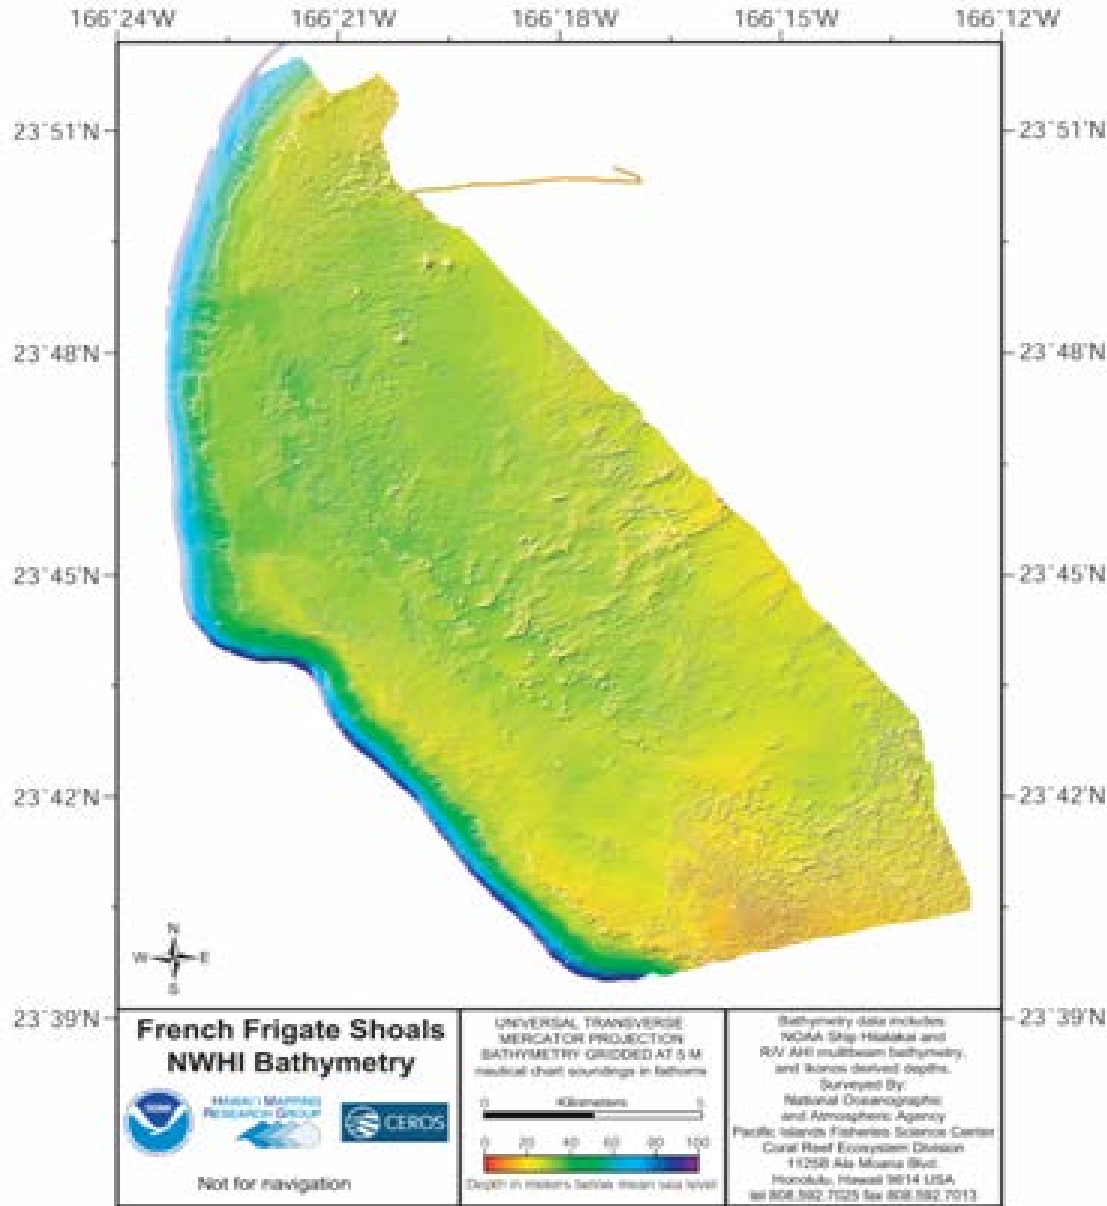 166°24'W 166°21'W 166°18'W 166°15'W 166°12'W
23°51'N 23°51'N
23°48'N 23°48'N
23°45'N 23°45'N
23°42'N 23°42'N
N
W E
S
23°39'N 23°39'N
French Frigate Shoals
NWHI Bathymetry
NOAA
HAWAI'I MAPPING
RESEARCH GROUP
CEROS
Not for navigation
UNIVERSAL TRANSVERSE
MERCATOR PROJECTION
BATHYMETRY GRIDDED AT 5 M
nautical chart soundings in fathoms
0 Kilometers 5
0 20 40 60 80 100
Depth in meters below mean sea level
Bathymetry data includes
NOAA Ship Hiialakai and
R/V AHI multibeam bathymetry,
and Ikonos derived depths.
Surveyed By:
National Oceanographic
and Atmospheric Agency
Pacific Islands Fisheries Science Center
Coral Reef Ecosystem Division
1125B Ala Moana Blvd.
Honolulu, Hawaii 9814 USA
tel 808.592.7025 fax 808.592.7013